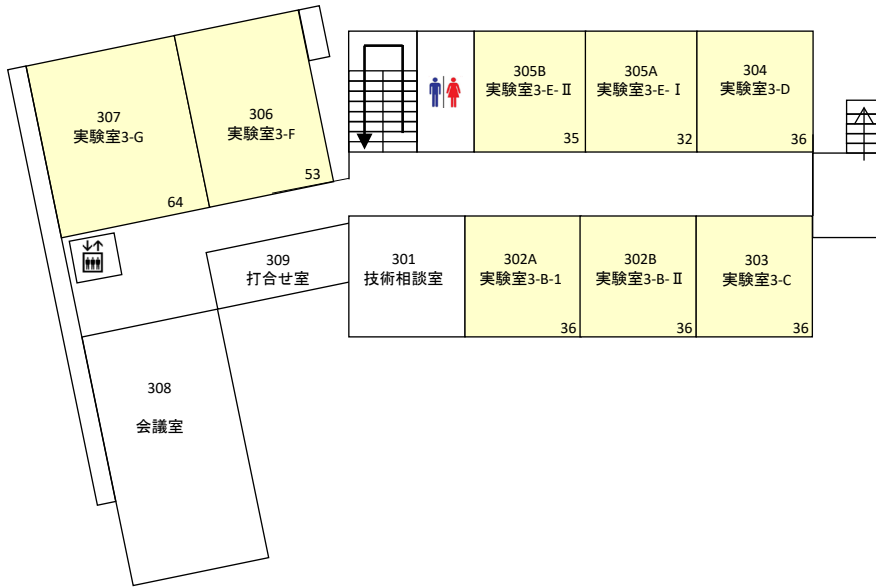 307
実験室3-G
64
306
実験室3-F
53
305B
実験室3-E-Ⅱ
35
305A
実験室3-E-Ⅰ
32
304
実験室3-D
36
309
打合せ室
301
技術相談室
302A
実験室3-B-1
36
302B
実験室3-B-Ⅱ
36
303
実験室3-C
36
308
会議室